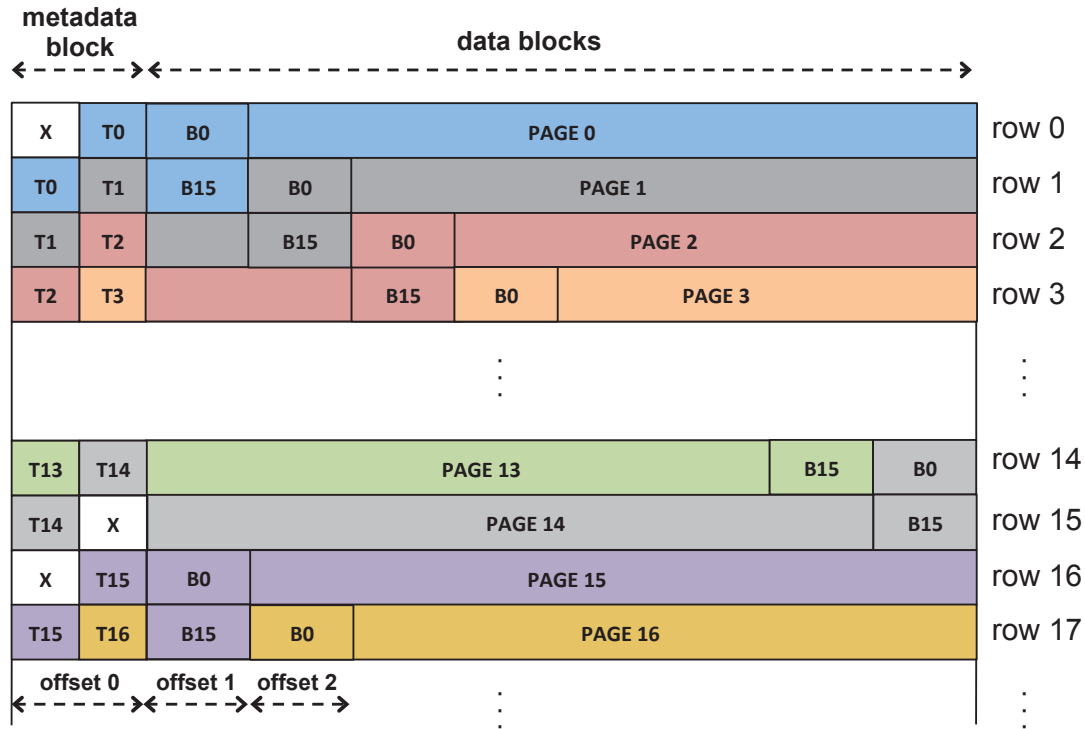 metadata block
data blocks
X T0 B0 PAGE 0 row 0
T0 T1 B15 B0 PAGE 1 row 1
T1 T2 B15 B0 PAGE 2 row 2
T2 T3 B15 B0 PAGE 3 row 3
T13 T14 PAGE 13 B15 B0 row 14
T14 X PAGE 14 B15 row 15
X T15 B0 PAGE 15 row 16
T15 T16 B15 B0 PAGE 16 row 17
offset 0 offset 1 offset 2